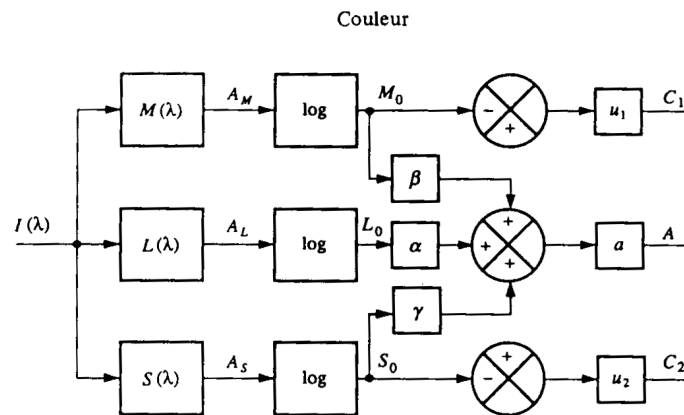 Couleur
M(λ) A_M log M_0 − + u_1 C_1
β
I(λ) L(λ) A_L log L_0 α + + + a A
γ
S(λ) A_S log S_0 − + u_2 C_2